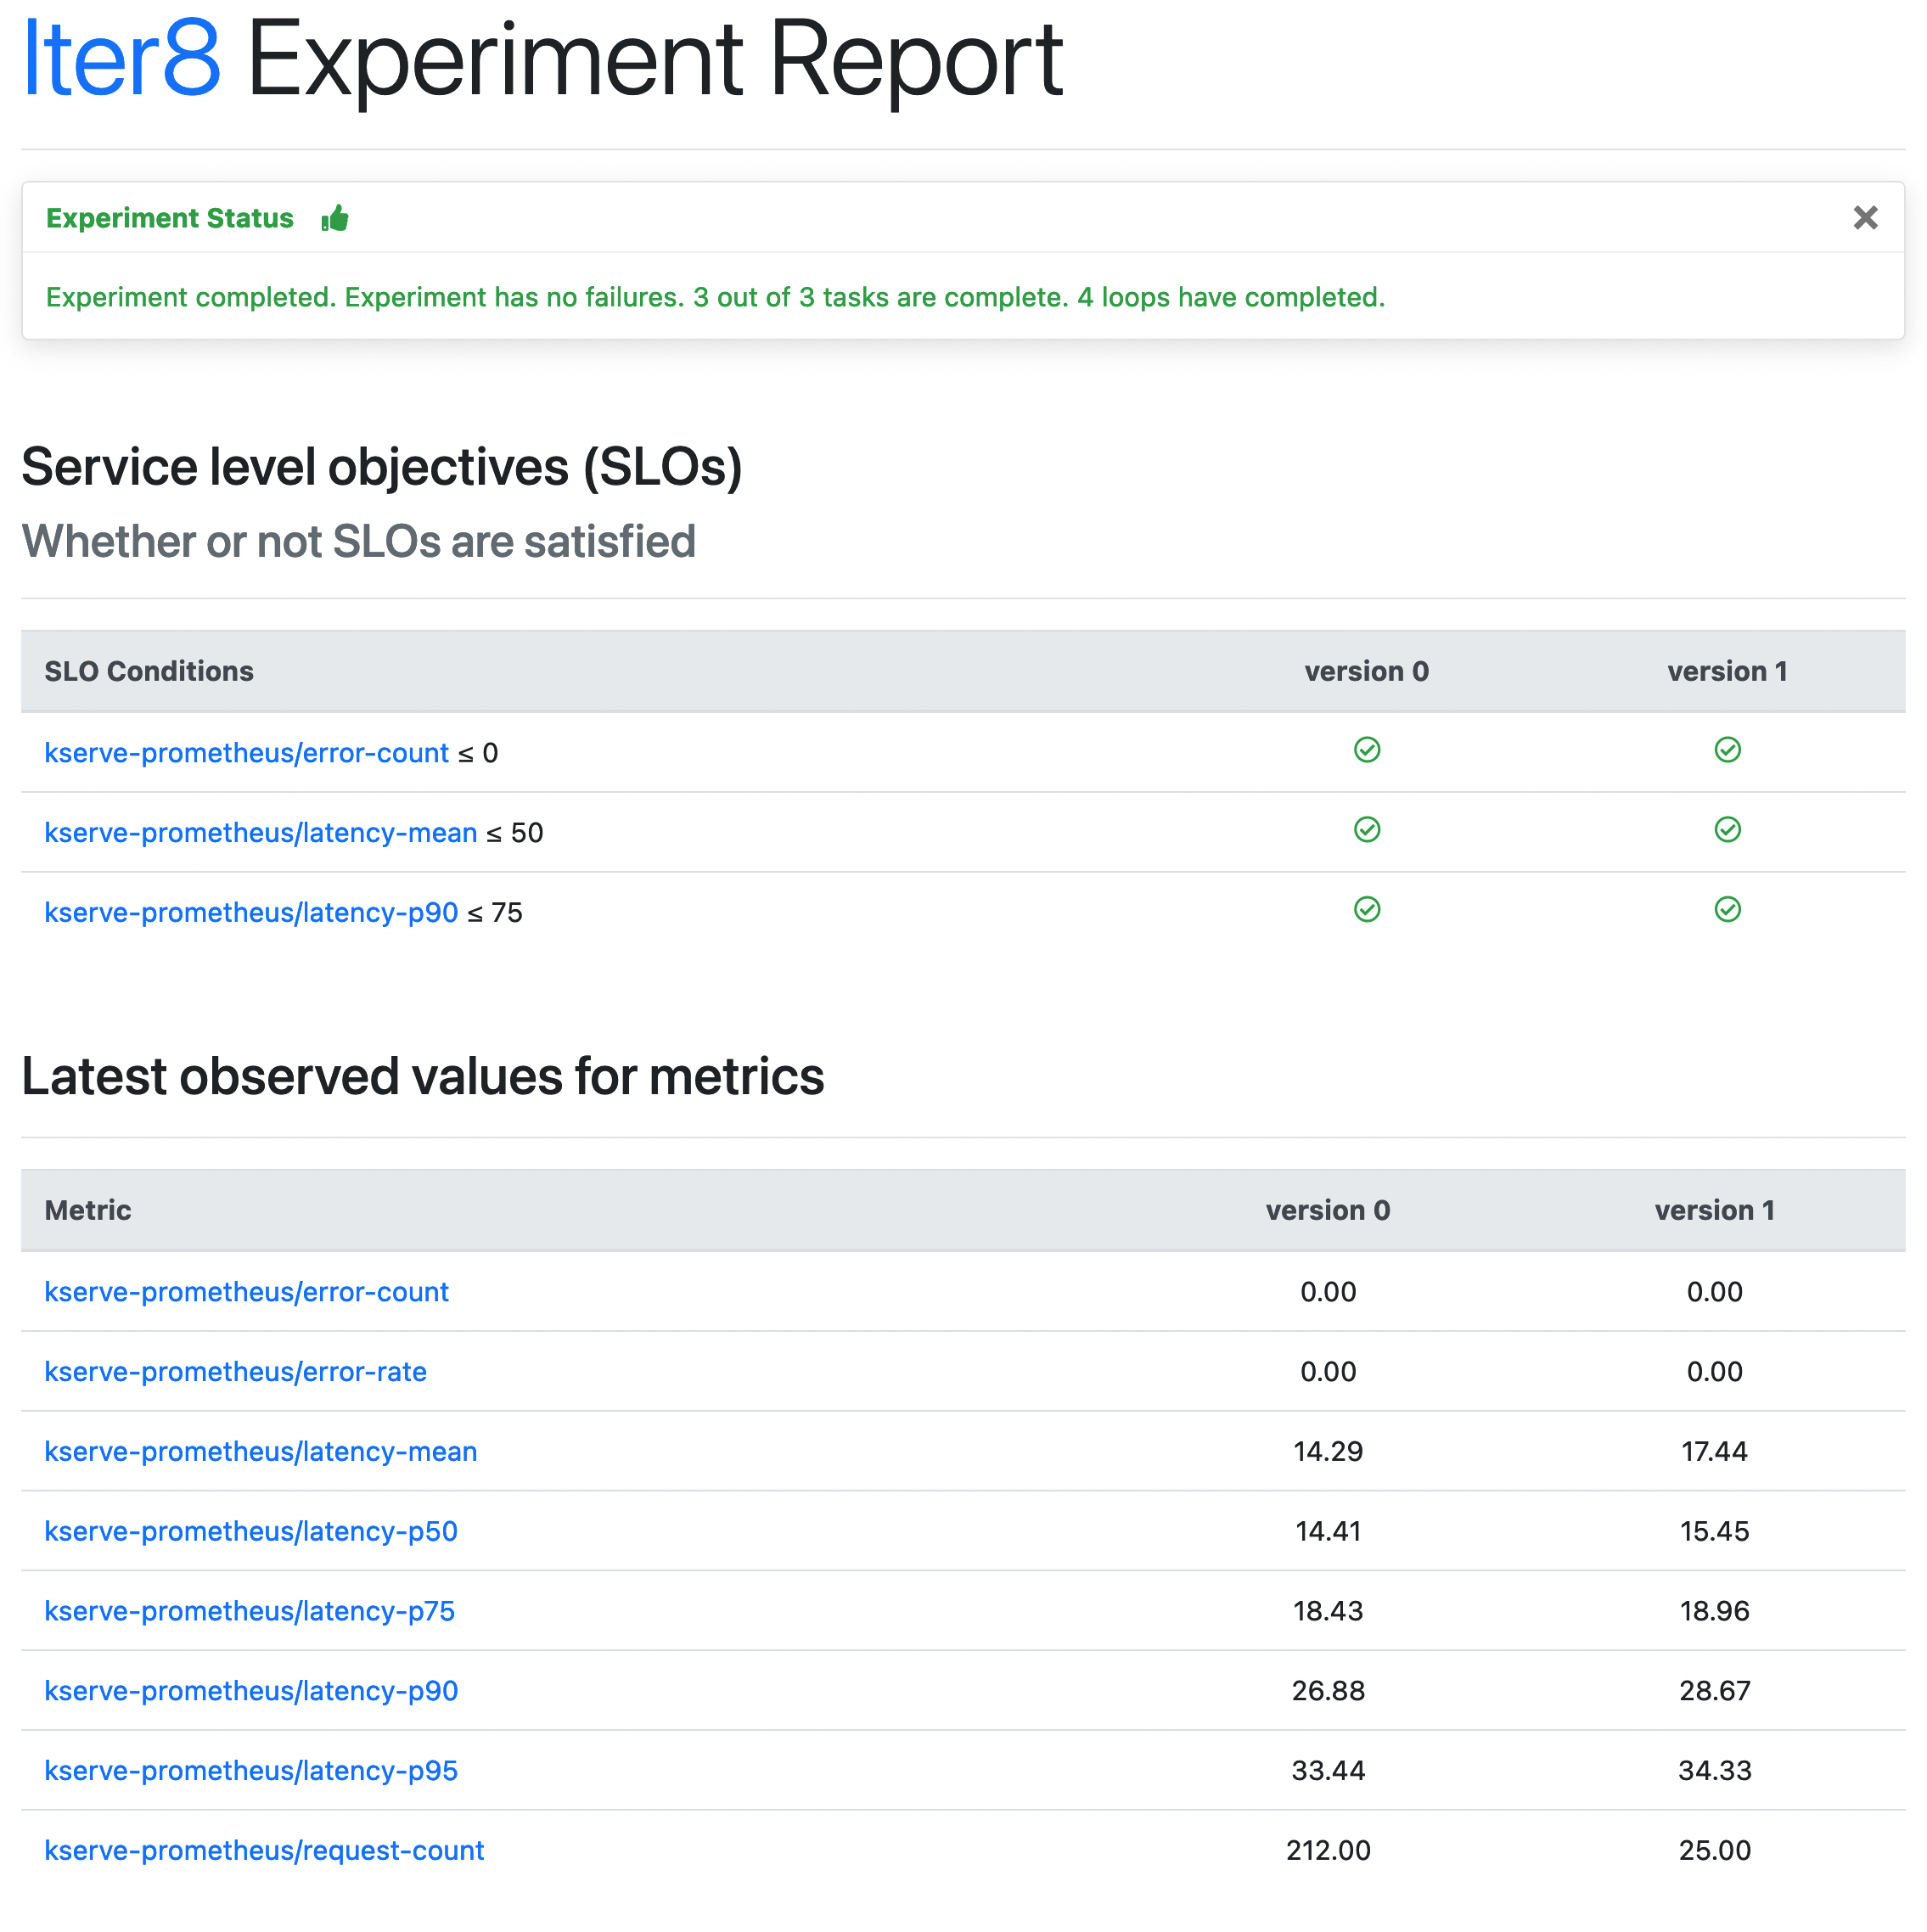 Iter8 Experiment Report
Experiment Status
Experiment completed. Experiment has no failures. 3 out of 3 tasks are complete. 4 loops have completed.
Service level objectives (SLOs)
Whether or not SLOs are satisfied
SLO Conditions version 0 version 1
kserve-prometheus/error-count ≤ 0
kserve-prometheus/latency-mean ≤ 50
kserve-prometheus/latency-p90 ≤ 75
Latest observed values for metrics
Metric version 0 version 1
kserve-prometheus/error-count 0.00 0.00
kserve-prometheus/error-rate 0.00 0.00
kserve-prometheus/latency-mean 14.29 17.44
kserve-prometheus/latency-p50 14.41 15.45
kserve-prometheus/latency-p75 18.43 18.96
kserve-prometheus/latency-p90 26.88 28.67
kserve-prometheus/latency-p95 33.44 34.33
kserve-prometheus/request-count 212.00 25.00